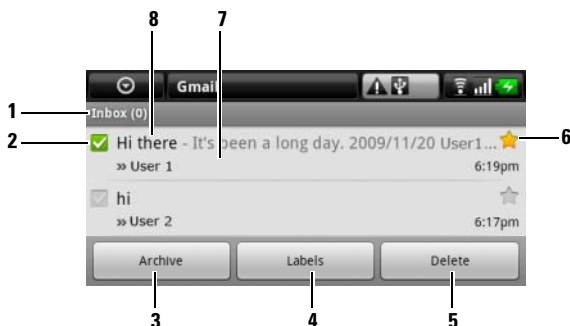 8 7
Gmail
1 Inbox (0)
2 Hi there - It's been a long day. 2009/11/20 User1... 6
» User 1 6:19pm
hi
» User 2 6:17pm
Archive Labels Delete
3 4 5